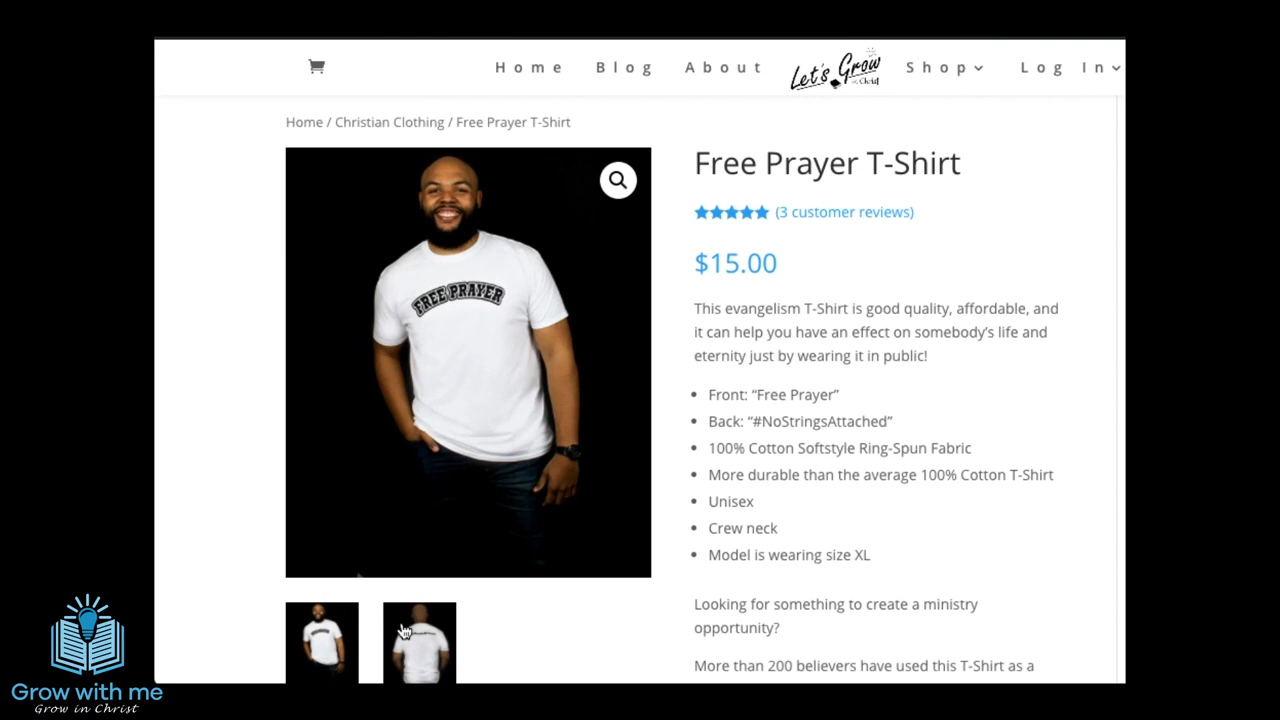 Home
Blog
About
Let's Grow
in Christ
Shop
Log In
Home / Christian Clothing / Free Prayer T-Shirt
FREE PRAYER
Free Prayer T-Shirt
(3 customer reviews)
$15.00
This evangelism T-Shirt is good quality, affordable, and
it can help you have an effect on somebody’s life and
eternity just by wearing it in public!
Front: “Free Prayer”
Back: “#NoStringsAttached”
100% Cotton Softstyle Ring-Spun Fabric
More durable than the average 100% Cotton T-Shirt
Unisex
Crew neck
Model is wearing size XL
Looking for something to create a ministry
opportunity?
More than 200 believers have used this T-Shirt as a
Grow with me
Grow in Christ